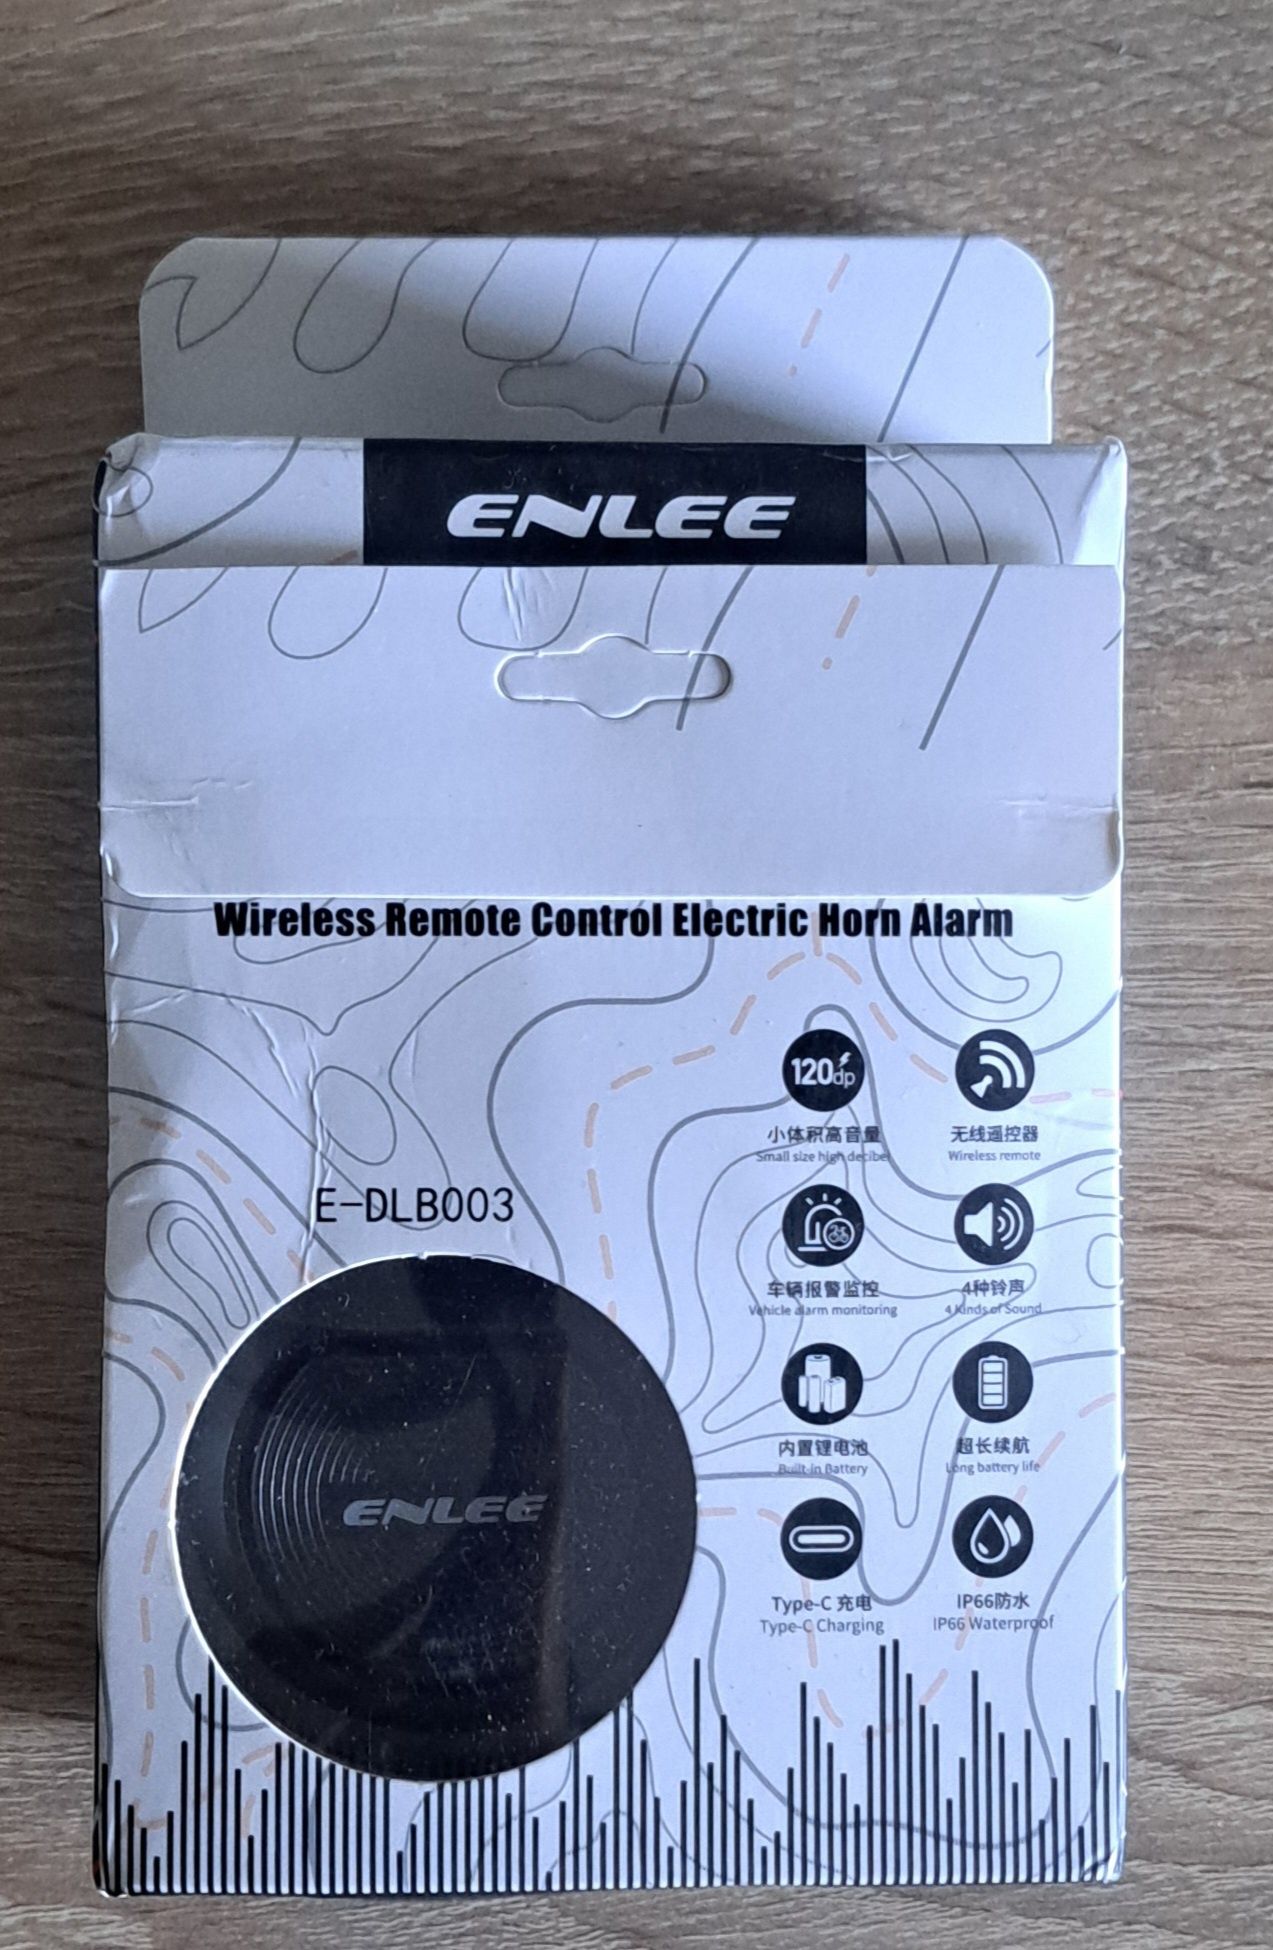 ENLEE
Wireless Remote Control Electric Horn Alarm
120dp
小体积高音量
Small size high decibel
无线遥控器
Wireless remote
E-DLB003
车辆报警监控
Vehicle alarm monitoring
4种铃声
4 Kinds of Sound
内置锂电池
Built-in Battery
超长续航
Long battery life
ENLEE
Type-C 充电
Type-C Charging
IP66防水
IP66 Waterproof